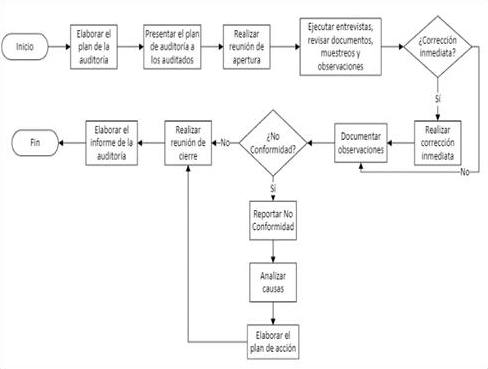 Inicio
Elaborar el
plan de la
auditoría
Presentar el plan
de auditoría a
los auditados
Realizar
reunión de
apertura
Ejecutar entrevistas,
revisar documentos,
muestreos y
observaciones
¿Corrección
inmediata?
Sí
No
Realizar
corrección
inmediata
Documentar
observaciones
¿No
Conformidad?
No
Sí
Realizar
reunión de
cierre
Elaborar el
informe de la
auditoría
Fin
Reportar No
Conformidad
Analizar
causas
Elaborar el
plan de acción